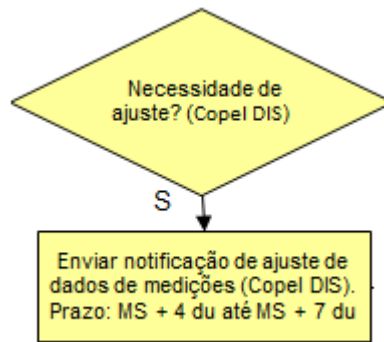 Necessidade de
ajuste? (Copel DIS)
S
Enviar notificação de ajuste de
dados de medições (Copel DIS).
Prazo: MS + 4 du até MS + 7 du